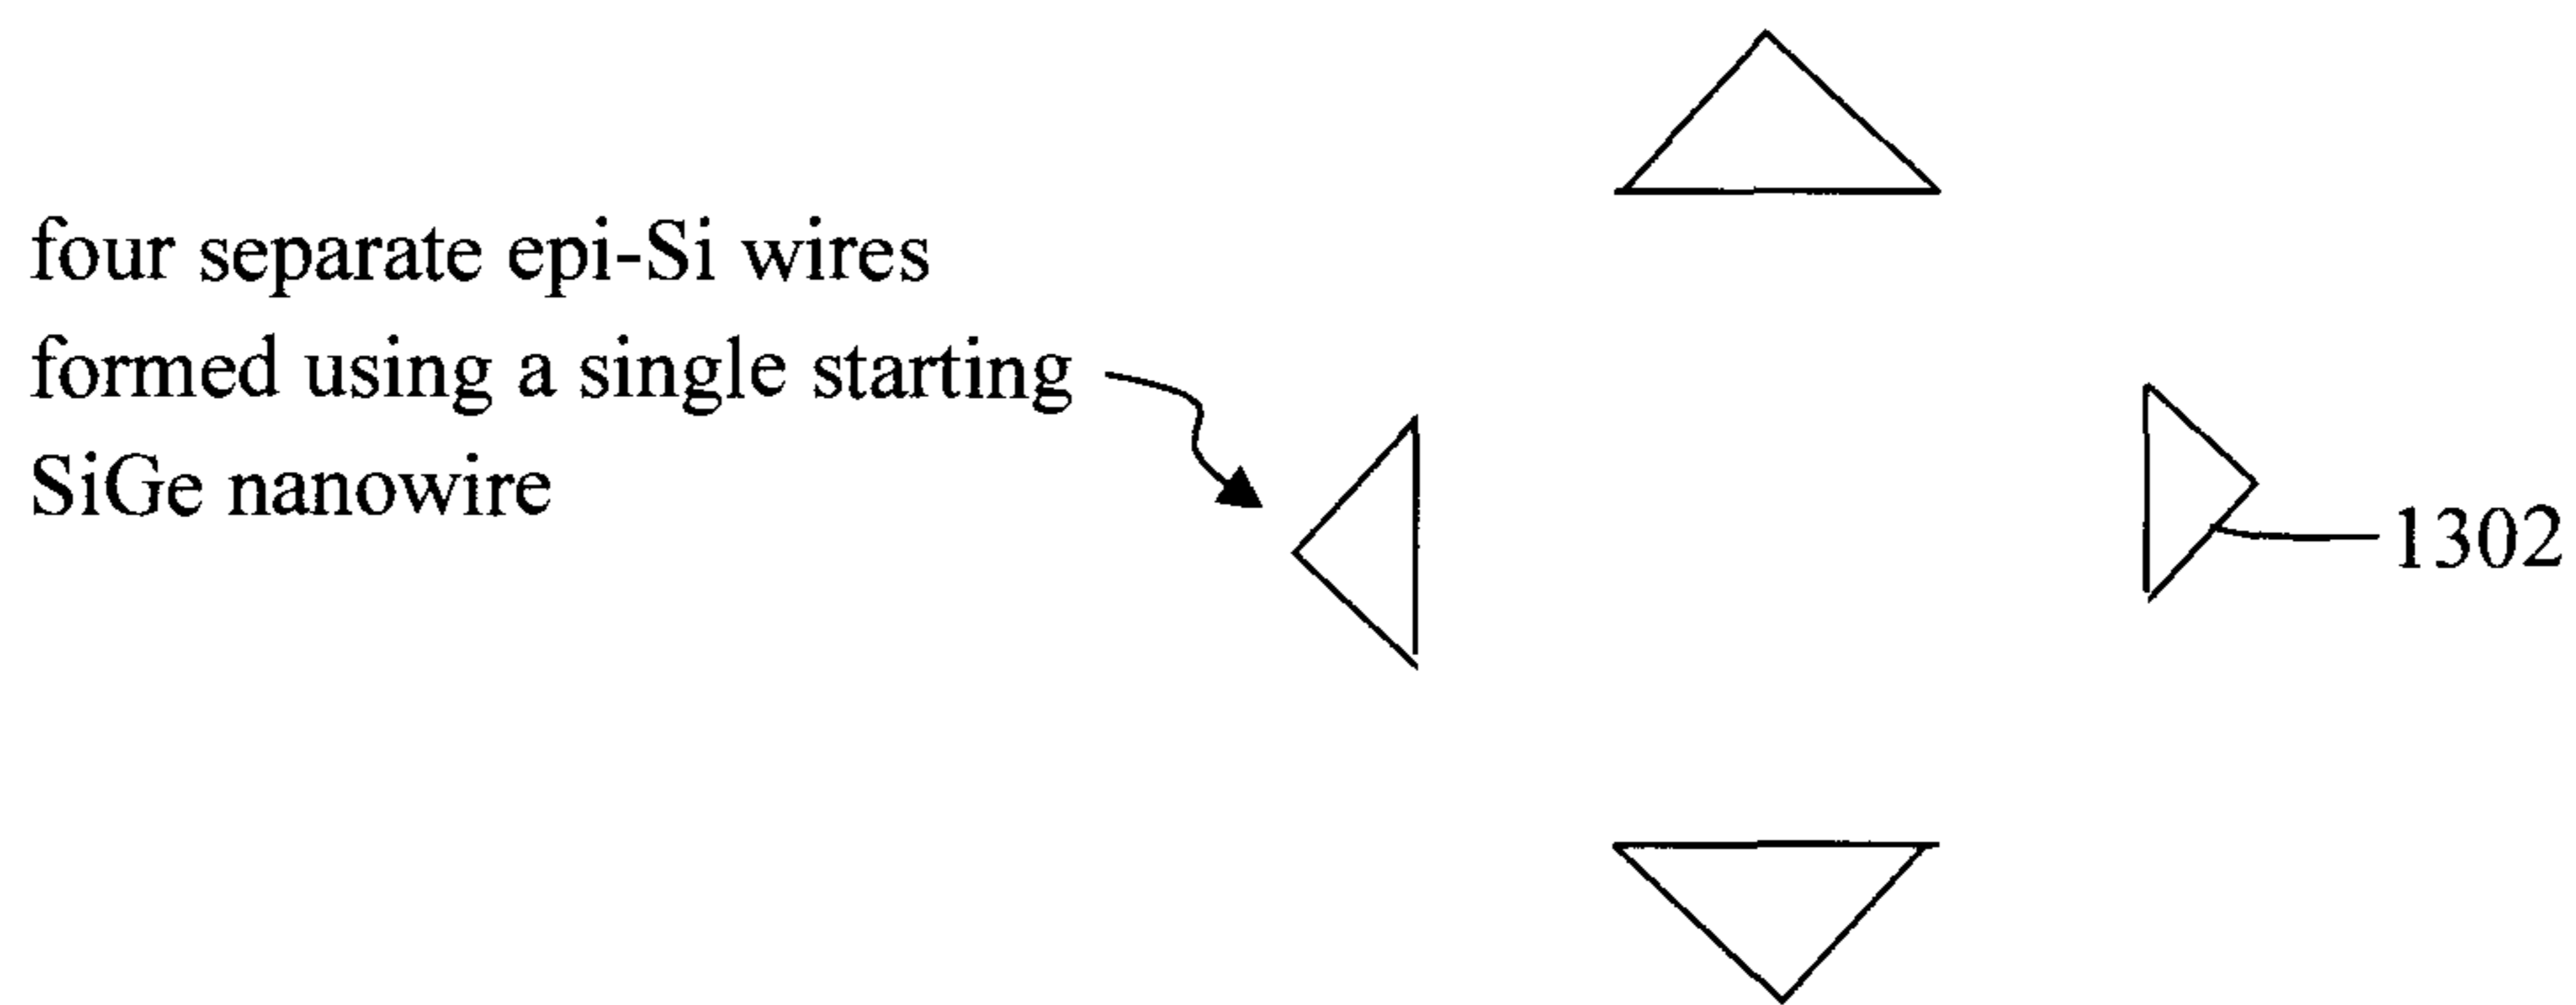 four separate epi-Si wires
formed using a single starting
SiGe nanowire
1302